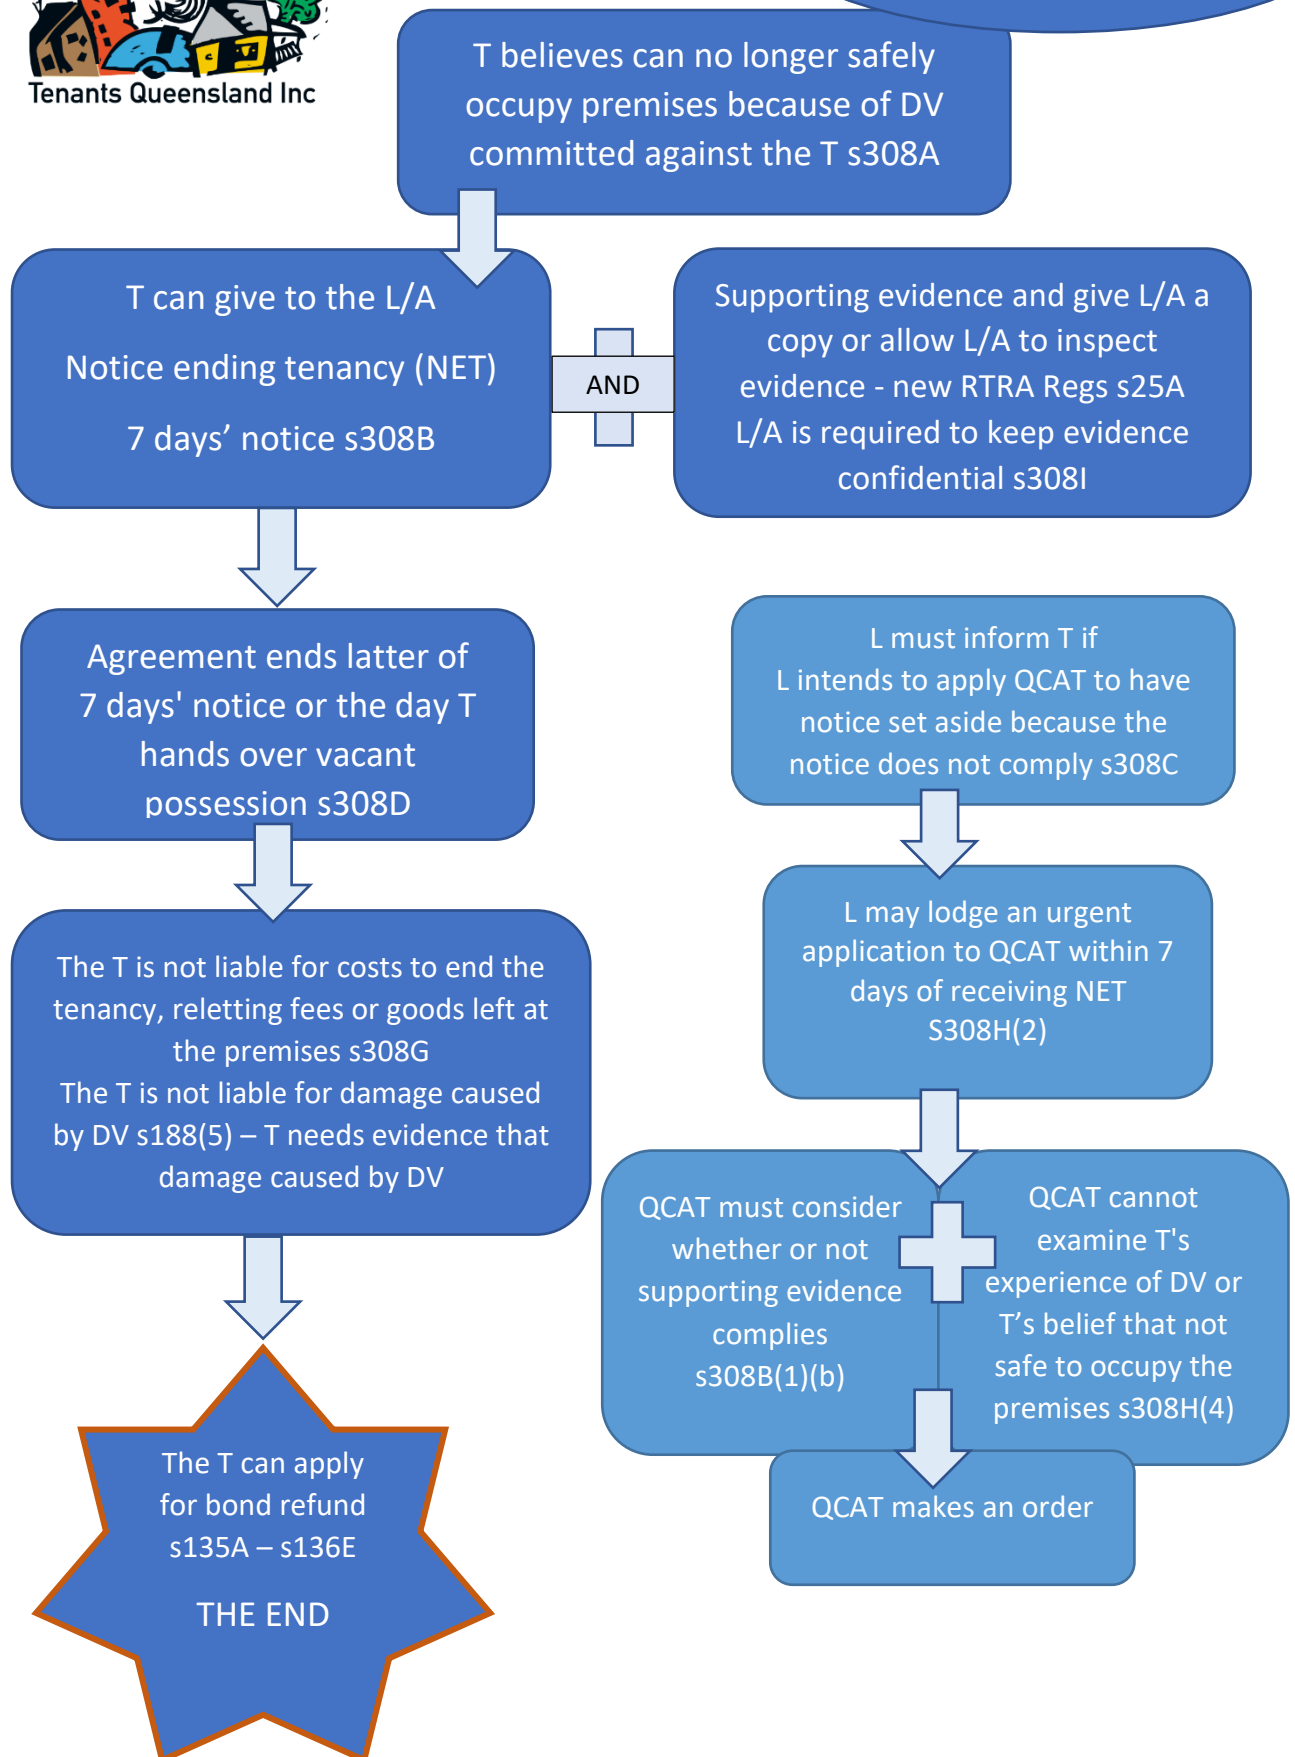 Tenants Queensland Inc
T believes can no longer safely
occupy premises because of DV
committed against the T s308A
T can give to the L/A
Notice ending tenancy (NET)
7 days’ notice s308B
AND
Supporting evidence and give L/A a
copy or allow L/A to inspect
evidence - new RTRA Regs s25A
L/A is required to keep evidence
confidential s308I
Agreement ends latter of
7 days' notice or the day T
hands over vacant
possession s308D
The T is not liable for costs to end the
tenancy, reletting fees or goods left at
the premises s308G
The T is not liable for damage caused
by DV s188(5) – T needs evidence that
damage caused by DV
The T can apply
for bond refund
s135A – s136E
THE END
L must inform T if
L intends to apply QCAT to have
notice set aside because the
notice does not comply s308C
L may lodge an urgent
application to QCAT within 7
days of receiving NET
S308H(2)
QCAT must consider
whether or not
supporting evidence
complies
s308B(1)(b)
QCAT cannot
examine T's
experience of DV or
T’s belief that not
safe to occupy the
premises s308H(4)
QCAT makes an order